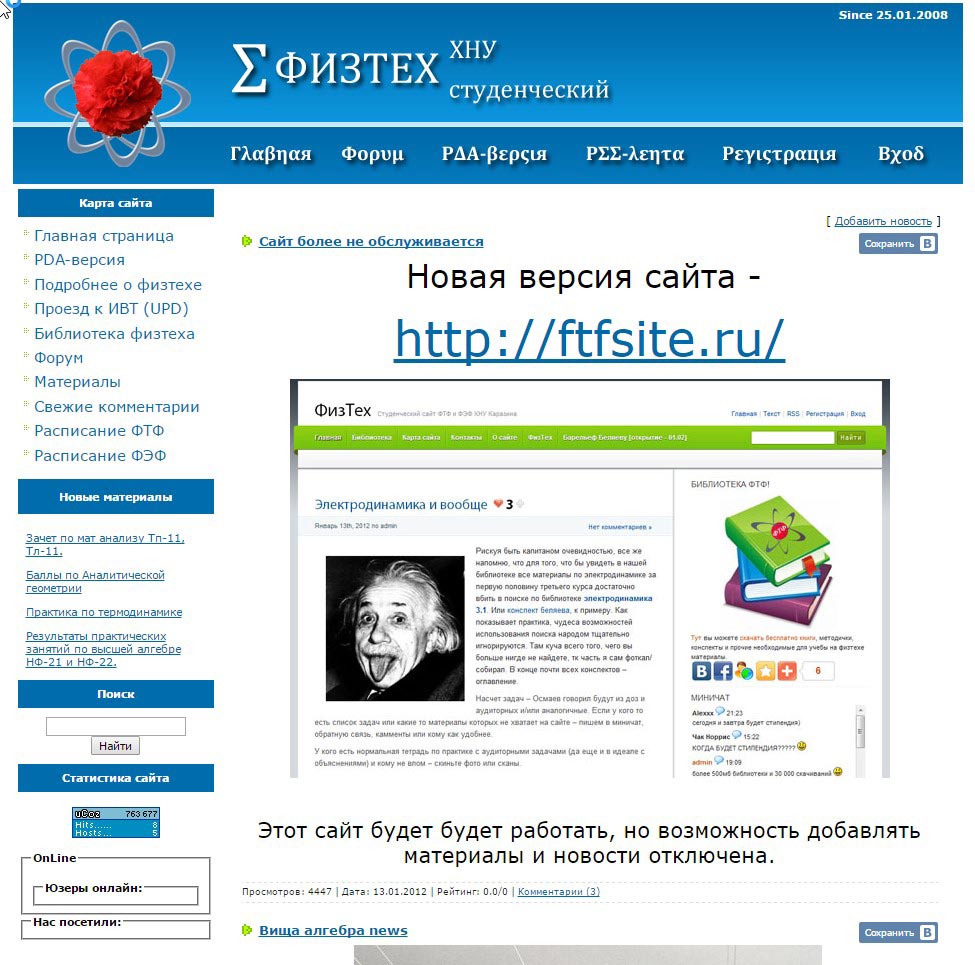 Since 25.01.2008
Σ ФИЗТЕХ ХНУ
студенческий
Главная Форум РДА-версія РΣΣ-лента Регістрація Вход
Карта сайта
Главная страница
PDA-версия
Подробнее о физтехе
Проезд к ИВТ (UPD)
Библиотека физтеха
Форум
Материалы
Свежие комментарии
Расписание ФТФ
Расписание ФЭФ
Новые материалы
Зачет по мат анализу Тп-11,
Тл-11.
Баллы по Аналитической
геометрии
Практика по термодинамике
Результаты практических
занятий по высшей алгебре
НФ-21 и НФ-22.
Поиск
Найти
Статистика сайта
uCoz 763 677
Hits...... 8
Hosts... 5
OnLine
Юзеры онлайн:
Нас посетили:
[ Добавить новость ]
Сайт более не обслуживается
Сохранить B
Новая версия сайта -
http://ftfsite.ru/
ФизТех Студенческий сайт ФТФ и ФЭФ ХНУ Каразина
Главная | Текст | RSS | Регистрация | Вход
Главная Библиотека Карта сайта Контакты О сайте ФизТех Барельеф Беляеву [открытие - 01.02] Найти
Электродинамика и вообще 3
Январь 13th, 2012 по admin Нет комментариев »
Рискуя быть капитаном очевидностью, все же
напомню, что для того, что бы увидеть в нашей
библиотеке все материалы по электродинамике за
первую половину третьего курса достаточно
вбить в поиске по библиотеке электродинамика
3.1. Или конспект беляева, к примеру. Как
показывает практика, чудеса возможностей
использования поиска народом тщательно
игнорируются. Там куча всего того, чего вы
больше нигде не найдете, тк часть я сам фоткал/
собирал. В конце почти всех конспектов –
оглавление.
Насчет задач – Осмаев говорил будут из доз и
аудиторных и/или аналогичные. Если у кого то
есть список задач или какие то материалы которых не хватает на сайте – пишем в миничат,
обратную связь, камменты или кому как удобнее.
У кого есть нормальная тетрадь по практике с аудиторными задачами (да еще и в идеале с
объяснениями) и кому не влом – скиньте фото или сканы.
БИБЛИОТЕКА ФТФ!
ФТФ
Тут вы можете скачать бесплатно книги, методички,
конспекты и прочие необходимые для учебы на физтехе
материалы.
B f 6
МИНИЧАТ
Alexxx 21:23
сегодня и завтра будет стипендия)
Чак Норрис 15:22
КОГДА БУДЕТ СТИПЕНДИЯ?????
admin 19:09
более 500мб библиотеки и 30 000 скачиваний
Этот сайт будет будет работать, но возможность добавлять
материалы и новости отключена.
Просмотров: 4447 | Дата: 13.01.2012 | Рейтинг: 0.0/0 | Комментарии (3)
Вища алгебра news
Сохранить B